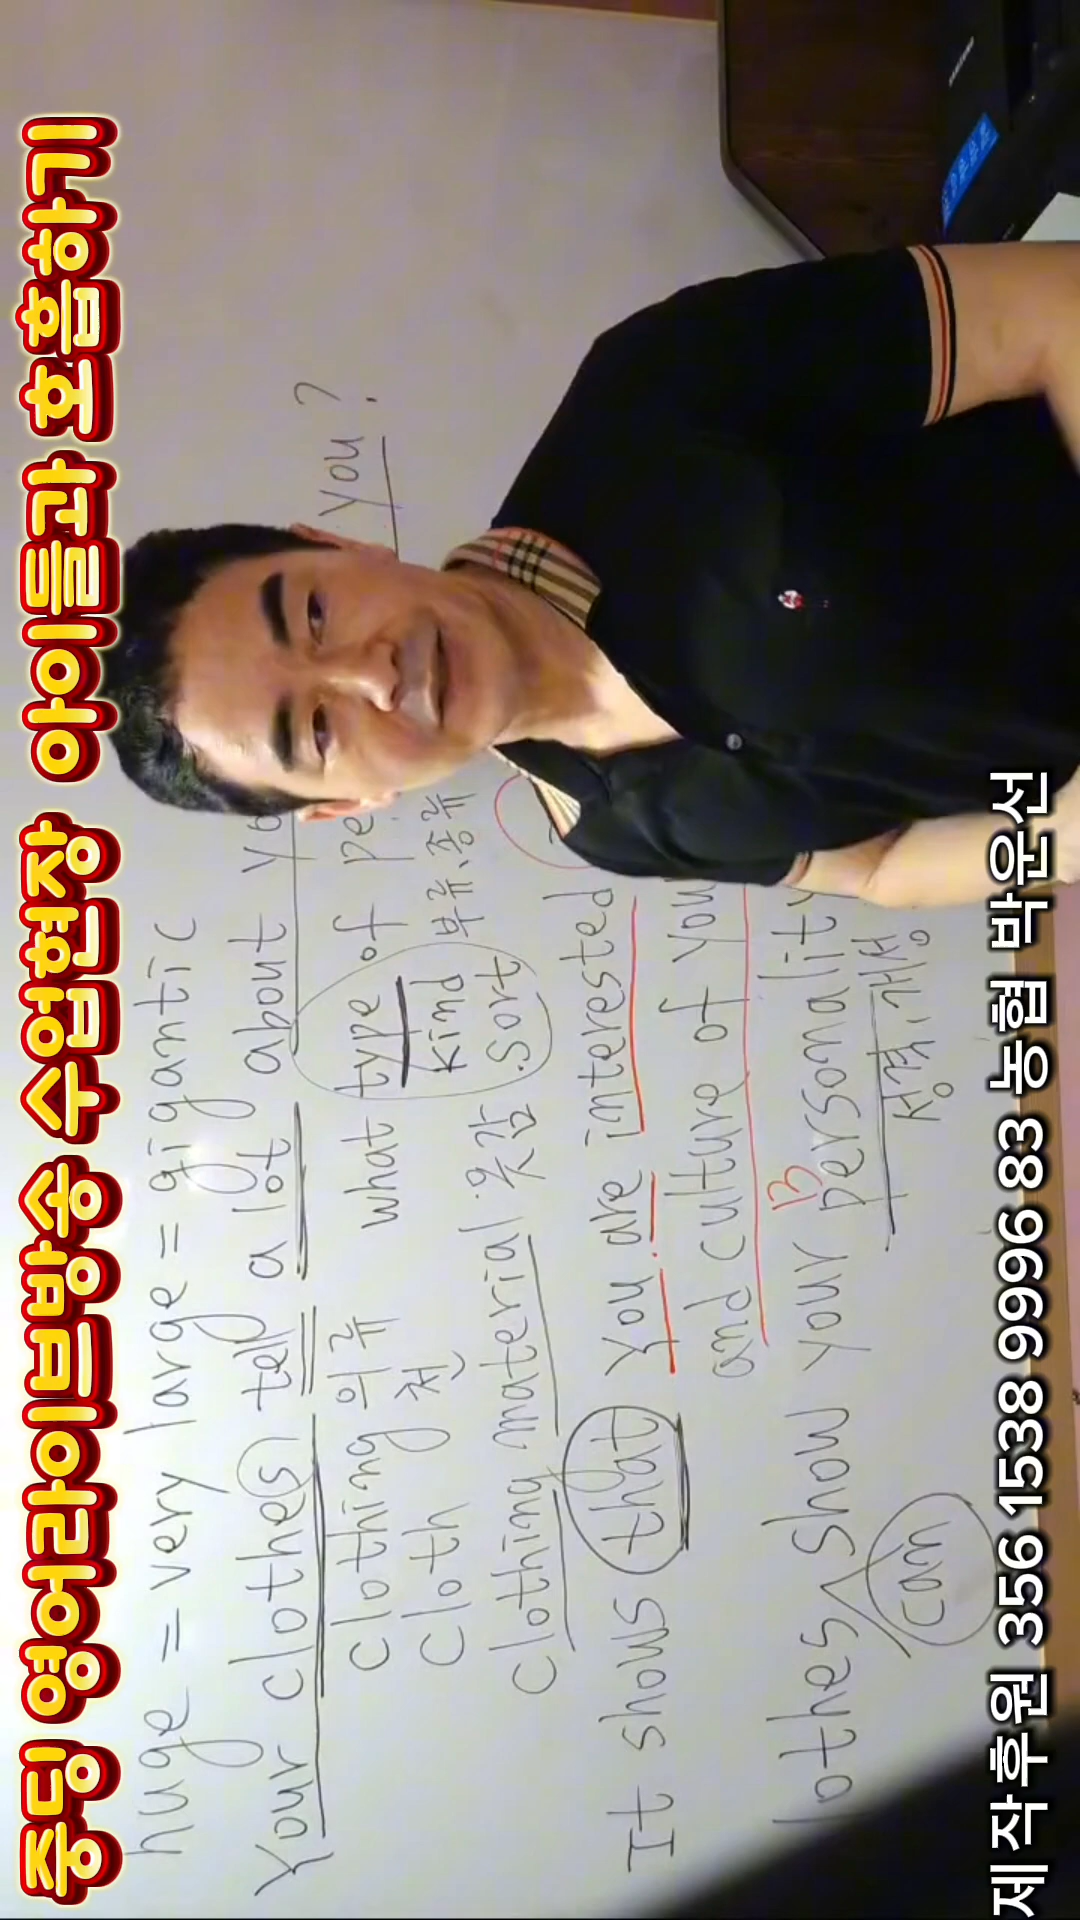 중딩 영어라이브방송 수업현장 아이들과 호흡하기
huge = very large = gigantic
Your clothes tell a lot about yo
you?
clothing 의류 what type of pe
cloth 천 kind 부류、종류
clothing material 옷감 .sort
It shows that you are interested
and culture of you
B
lothes show your personality
can 성격、개성
SAMSUNG
제작후원 356 1538 9996 83 농협 박운선